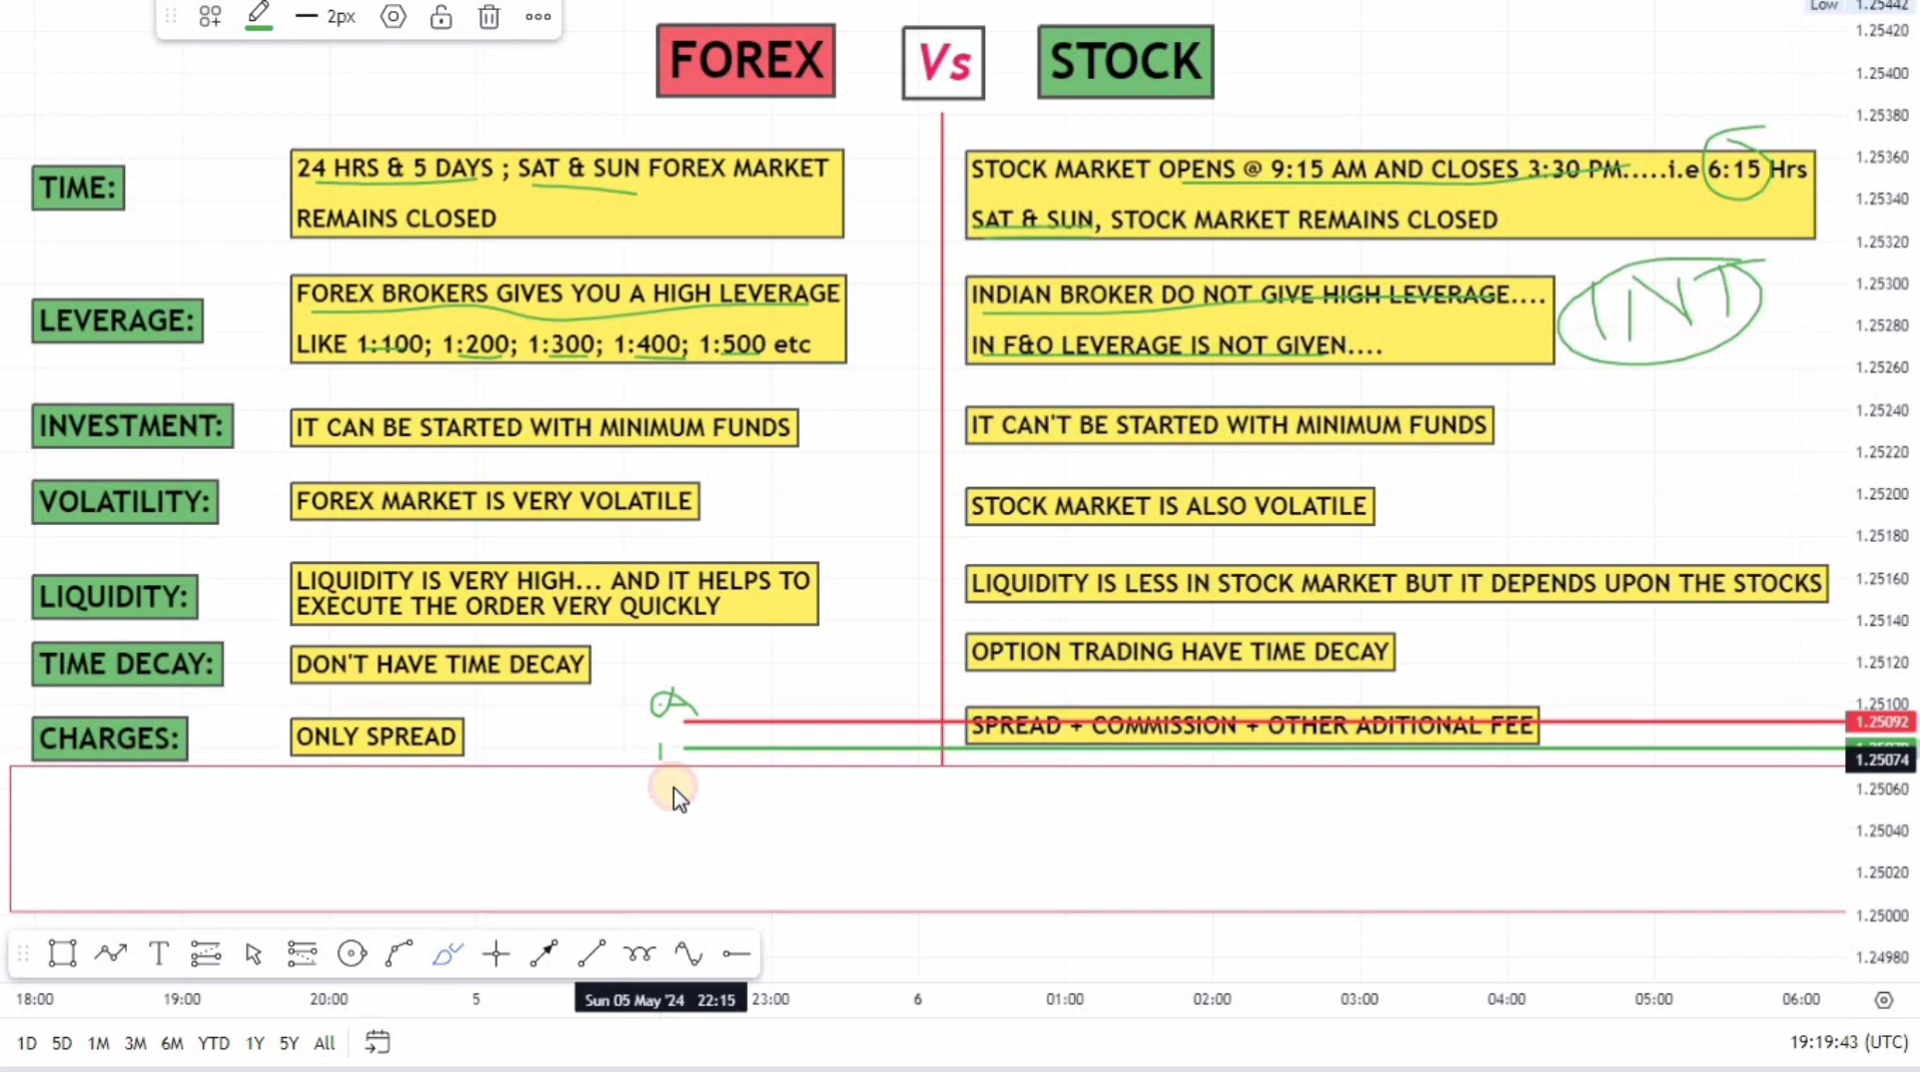 2px
Low 1.25442
FOREX Vs STOCK
TIME:
24 HRS & 5 DAYS ; SAT & SUN FOREX MARKET
REMAINS CLOSED
STOCK MARKET OPENS @ 9:15 AM AND CLOSES 3:30 PM.....i.e 6:15 Hrs
SAT & SUN, STOCK MARKET REMAINS CLOSED
LEVERAGE:
FOREX BROKERS GIVES YOU A HIGH LEVERAGE
LIKE 1:100; 1:200; 1:300; 1:400; 1:500 etc
INDIAN BROKER DO NOT GIVE HIGH LEVERAGE....
IN F&O LEVERAGE IS NOT GIVEN....
INT
INVESTMENT:
IT CAN BE STARTED WITH MINIMUM FUNDS
IT CAN'T BE STARTED WITH MINIMUM FUNDS
VOLATILITY:
FOREX MARKET IS VERY VOLATILE
STOCK MARKET IS ALSO VOLATILE
LIQUIDITY:
LIQUIDITY IS VERY HIGH... AND IT HELPS TO
EXECUTE THE ORDER VERY QUICKLY
LIQUIDITY IS LESS IN STOCK MARKET BUT IT DEPENDS UPON THE STOCKS
TIME DECAY:
DON'T HAVE TIME DECAY
OPTION TRADING HAVE TIME DECAY
CHARGES:
ONLY SPREAD
SPREAD + COMMISSION + OTHER ADITIONAL FEE
1.25420
1.25400
1.25380
1.25360
1.25340
1.25320
1.25300
1.25280
1.25260
1.25240
1.25220
1.25200
1.25180
1.25160
1.25140
1.25120
1.25100
1.25092
1.25074
1.25060
1.25040
1.25020
1.25000
1.24980
18:00 19:00 20:00 5 Sun 05 May '24 22:15 23:00 6 01:00 02:00 03:00 04:00 05:00 06:00
1D 5D 1M 3M 6M YTD 1Y 5Y All 19:19:43 (UTC)